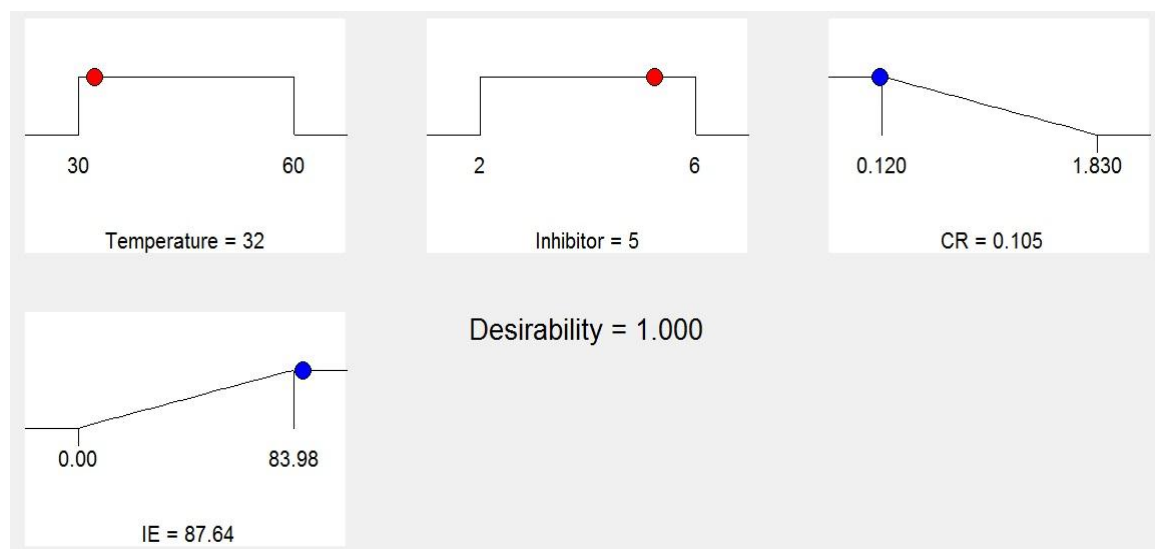 30 60
Temperature = 32
2 6
Inhibitor = 5
0.120 1.830
CR = 0.105
0.00 83.98
IE = 87.64
Desirability = 1.000